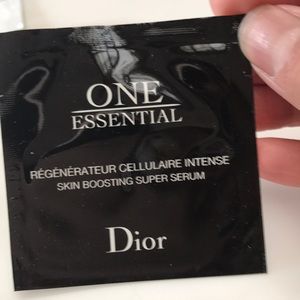 ONE
ESSENTIAL
RÉGÉNÉRATEUR CELLULAIRE INTENSE
SKIN BOOSTING SUPER SERUM
Dior